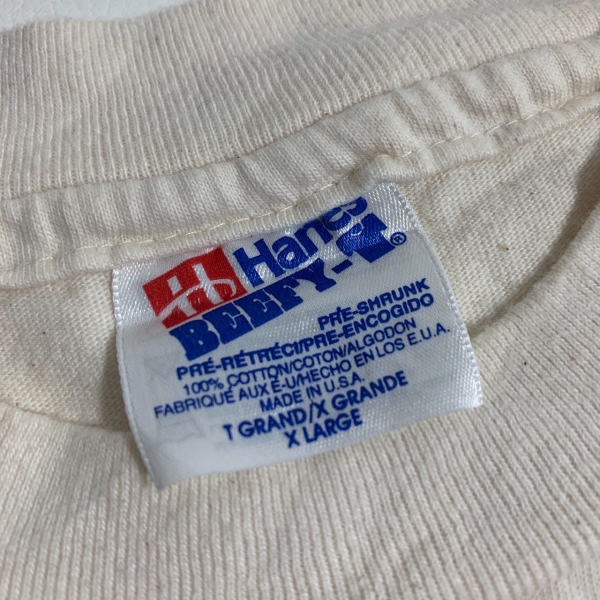 Hanes
BEEFY-T®
PRE-SHRUNK
PRÉ-RÉTRÉCI/PRE-ENCOGIDO
100% COTTON/COTON/ALGODON
FABRIQUÉ AUX É-U/HECHO EN LOS E.U.A.
MADE IN U.S.A.
T GRAND/X GRANDE
X LARGE